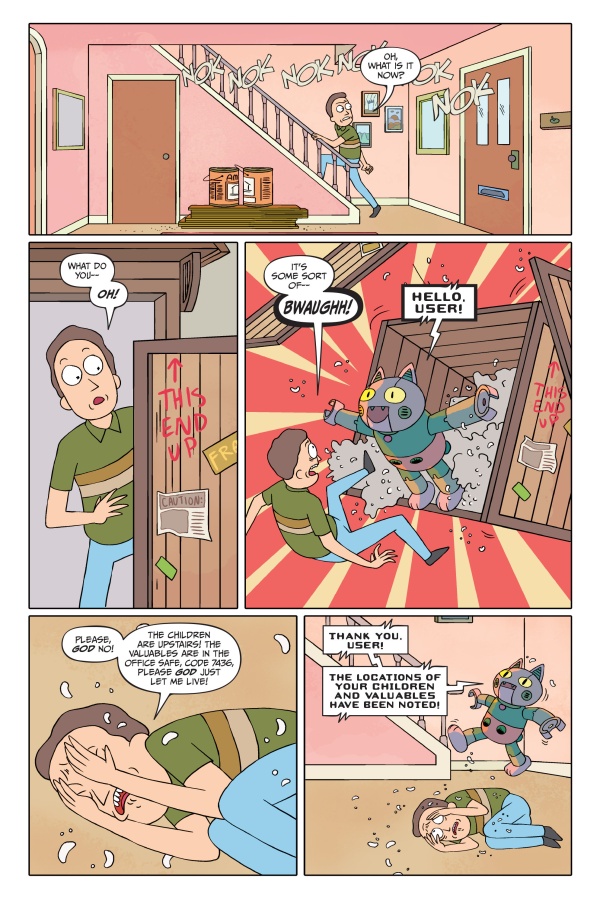 NOK NOK NOK NOK NOK
NOK
OH,
WHAT IS IT
NOW?
WHAT DO
YOU--
OH!
↑
THIS
END
UP
FRA
CAUTION:
IT'S
SOME SORT
OF--
BWAUGHH!
HELLO,
USER!
↑
THIS
END
UP
PLEASE,
GOD NO!
THE CHILDREN
ARE UPSTAIRS! THE
VALUABLES ARE IN THE
OFFICE SAFE, CODE 7436,
PLEASE GOD JUST
LET ME LIVE!
THANK YOU,
USER!
THE LOCATIONS OF
YOUR CHILDREN
AND VALUABLES
HAVE BEEN NOTED!